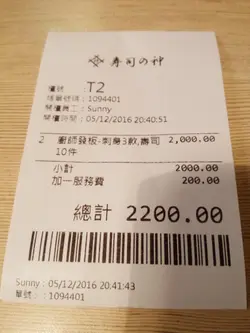 寿司の神
檯號 : T2
檯單號碼 : 1094401
開檯員工 : Sunny
開檯時間 : 05/12/2016 20:40:51
2 廚師發板-刺身3款,壽司 2,000.00
10件
小計 2000.00
加一服務費 200.00
總計 2200.00
Sunny : 05/12/2016 20:41:43
單號 : 1094401